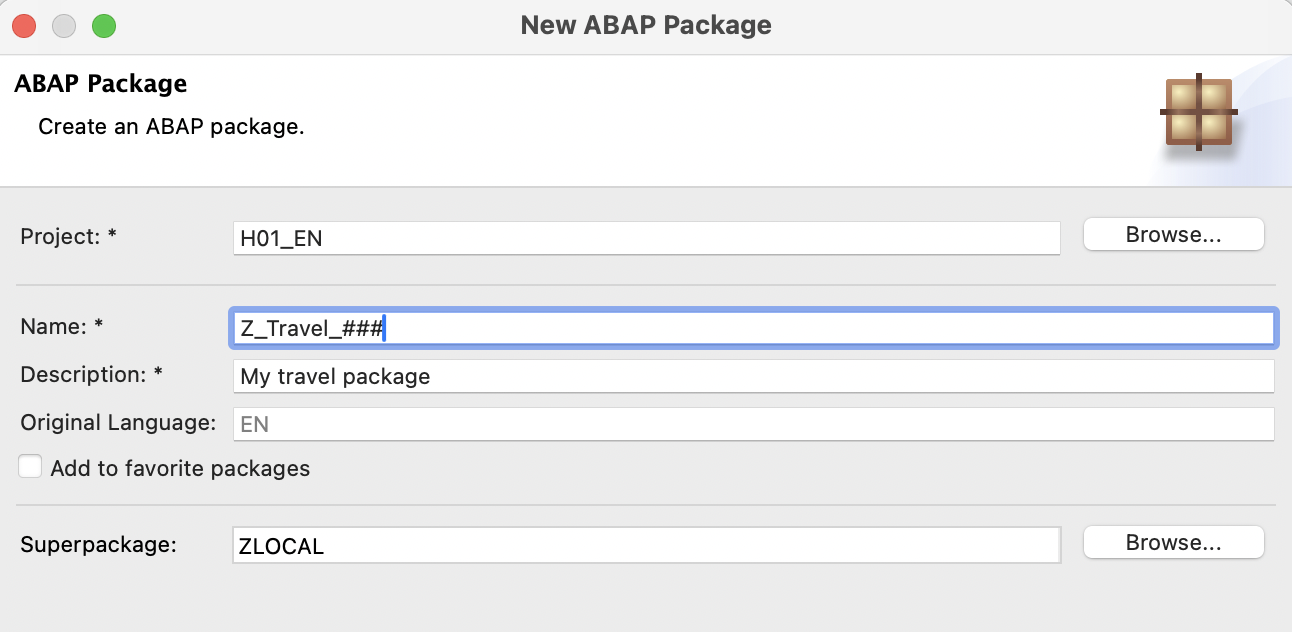 New ABAP Package
ABAP Package
Create an ABAP package.
Project: * H01_EN Browse...
Name: * Z_Travel_###
Description: * My travel package
Original Language: EN
Add to favorite packages
Superpackage: ZLOCAL Browse...